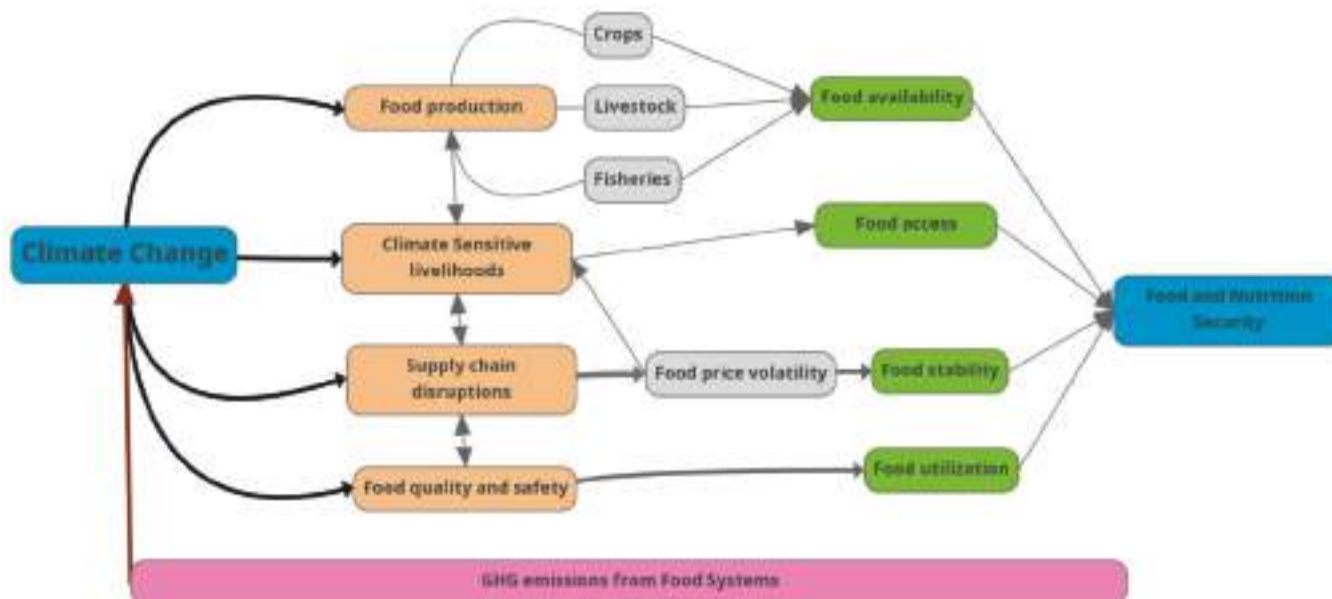 Crops
Food production
Livestock
Food availability
Fisheries
Climate Change
Climate Sensitive
livelihoods
Food access
Food and Nutrition
Security
Supply chain
disruptions
Food price volatility
Food stability
Food quality and safety
Food utilization
GHG emissions from Food Systems